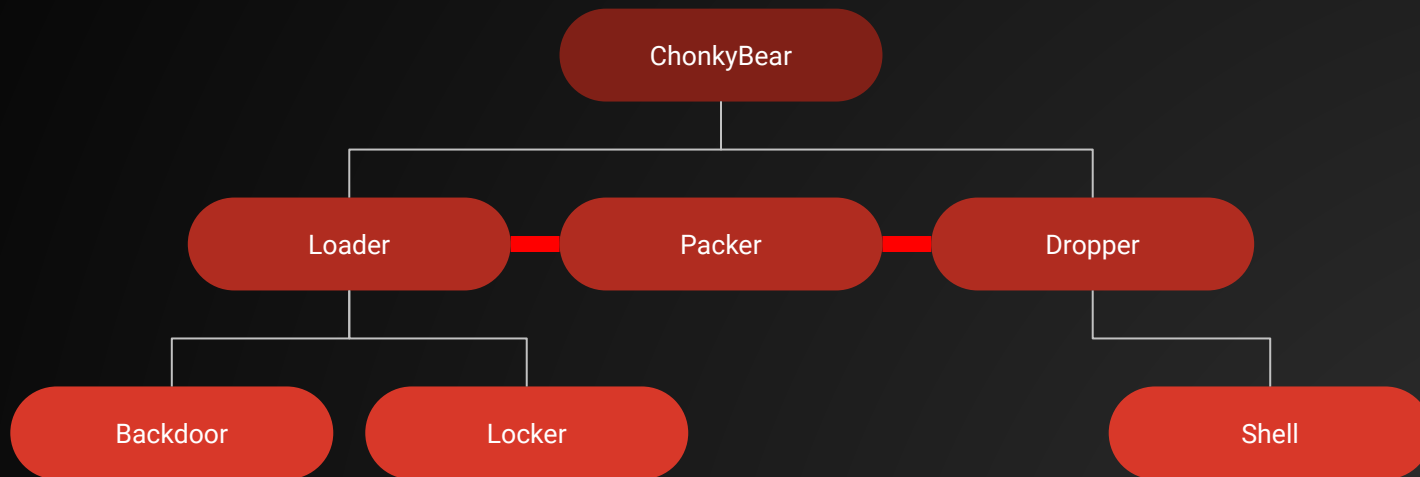 ChonkyBear
Loader
Packer
Dropper
Backdoor
Locker
Shell